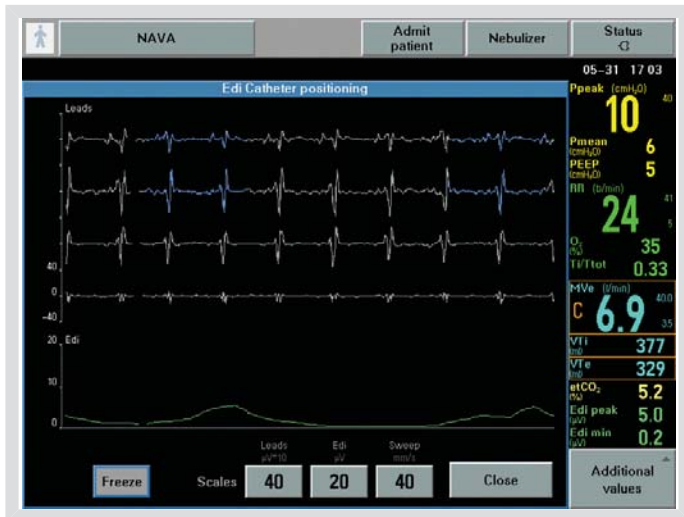 NAVA
Admit patient
Nebulizer
Status
05-31 17 03
Edi Catheter positioning
Leads
40
0
-40
20 Edi
10
0
Leads Edi Sweep
µV*10 µV mm/s
Freeze Scales 40 20 40 Close
Ppeak (cmH₂O) 40
10
Pmean 6
(cmH₂O)
PEEP 5
(cmH₂O)
RR (b/min) 41
24 5
O₂ 35
(%)
Ti/Ttot 0.33
MVe (l/min) 40.0
C 6.9 3.5
VTi 377
(ml)
VTe 329
(ml)
etCO₂ 5.2
(%)
Edi peak 5.0
(µV)
Edi min 0.2
(µV)
Additional
values